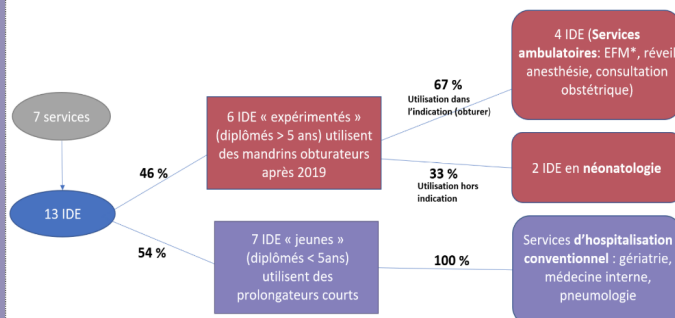 7 services
13 IDE
46 %
54 %
6 IDE « expérimentés »
(diplômés > 5 ans) utilisent
des mandrins obturateurs
après 2019
7 IDE « jeunes »
(diplômés < 5ans)
utilisent des
prolongateurs courts
67 %
Utilisation dans
l'indication (obturer)
33 %
Utilisation hors
indication
100 %
4 IDE (Services
ambulatoires: EFM*, réveil
anesthésie, consultation
obstétrique)
2 IDE en néonatologie
Services d'hospitalisation
conventionnel : gériatrie,
médecine interne,
pneumologie